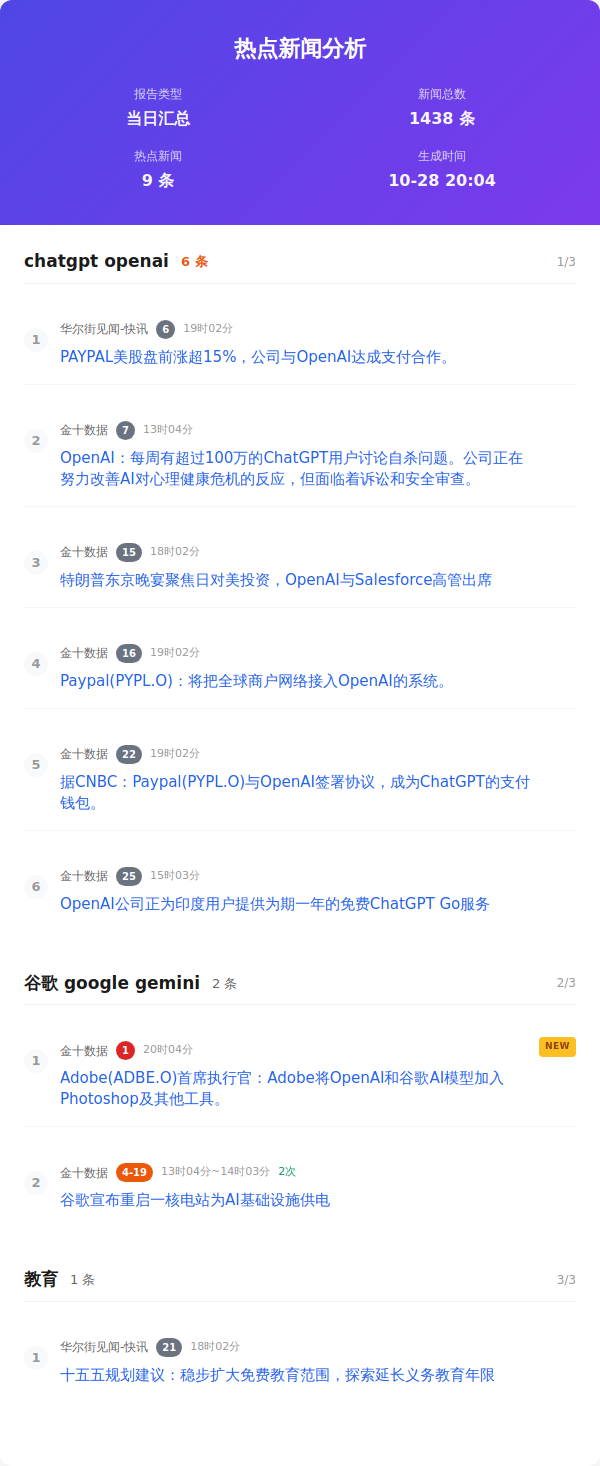 热点新闻分析
报告类型
新闻总数
当日汇总
1438 条
热点新闻
生成时间
9 条
10-28 20:04
chatgpt openai 6 条 1/3
1
华尔街见闻-快讯 6 19时02分
PAYPAL美股盘前涨超15%，公司与OpenAI达成支付合作。
2
金十数据 7 13时04分
OpenAI：每周有超过100万的ChatGPT用户讨论自杀问题。公司正在
努力改善AI对心理健康危机的反应，但面临着诉讼和安全审查。
3
金十数据 15 18时02分
特朗普东京晚宴聚焦日对美投资，OpenAI与Salesforce高管出席
4
金十数据 16 19时02分
Paypal(PYPL.O)：将把全球商户网络接入OpenAI的系统。
5
金十数据 22 19时02分
据CNBC：Paypal(PYPL.O)与OpenAI签署协议，成为ChatGPT的支付
钱包。
6
金十数据 25 15时03分
OpenAI公司正为印度用户提供为期一年的免费ChatGPT Go服务
谷歌 google gemini 2 条 2/3
1
金十数据 1 20时04分 NEW
Adobe(ADBE.O)首席执行官：Adobe将OpenAI和谷歌AI模型加入
Photoshop及其他工具。
2
金十数据 4-19 13时04分~14时03分 2次
谷歌宣布重启一核电站为AI基础设施供电
教育 1 条 3/3
1
华尔街见闻-快讯 21 18时02分
十五五规划建议：稳步扩大免费教育范围，探索延长义务教育年限